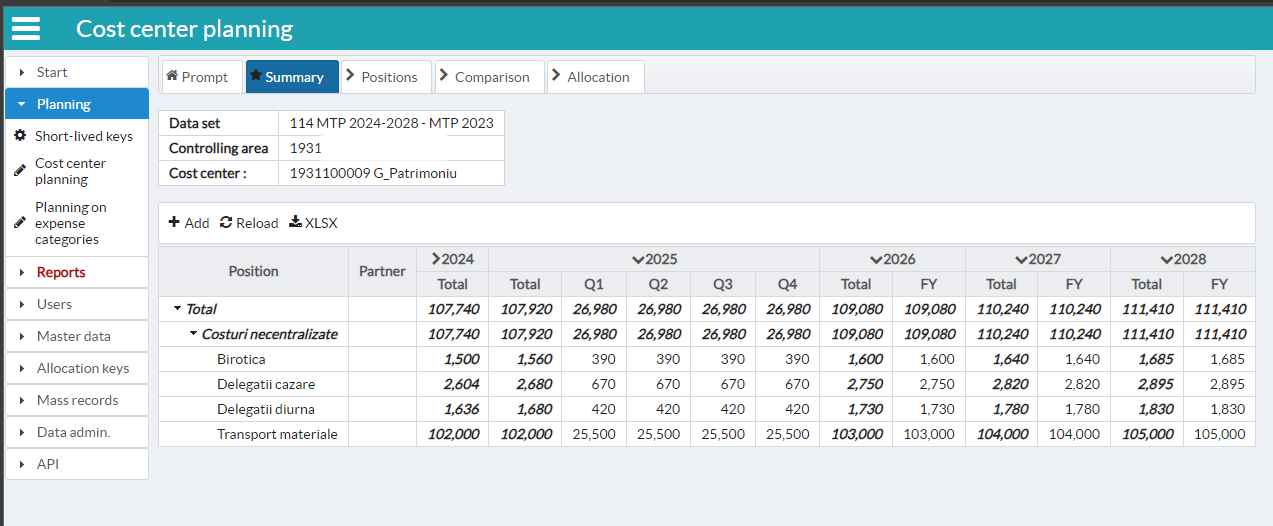 Cost center planning
Start
Planning
Short-lived keys
Cost center
planning
Planning on
expense
categories
Reports
Users
Master data
Allocation keys
Mass records
Data admin.
API
Prompt Summary Positions Comparison Allocation
Data set 114 MTP 2024-2028 - MTP 2023
Controlling area 1931
Cost center : 1931100009 G_Patrimoniu
Add Reload XLSX
Position Partner 2024 2025 2026 2027 2028
Total Total Q1 Q2 Q3 Q4 Total FY Total FY Total FY
Total 107,740 107,920 26,980 26,980 26,980 26,980 109,080 109,080 110,240 110,240 111,410 111,410
Costuri necentralizate 107,740 107,920 26,980 26,980 26,980 26,980 109,080 109,080 110,240 110,240 111,410 111,410
Birotica 1,500 1,560 390 390 390 390 1,600 1,600 1,640 1,640 1,685 1,685
Delegatii cazare 2,604 2,680 670 670 670 670 2,750 2,750 2,820 2,820 2,895 2,895
Delegatii diurna 1,636 1,680 420 420 420 420 1,730 1,730 1,780 1,780 1,830 1,830
Transport materiale 102,000 102,000 25,500 25,500 25,500 25,500 103,000 103,000 104,000 104,000 105,000 105,000